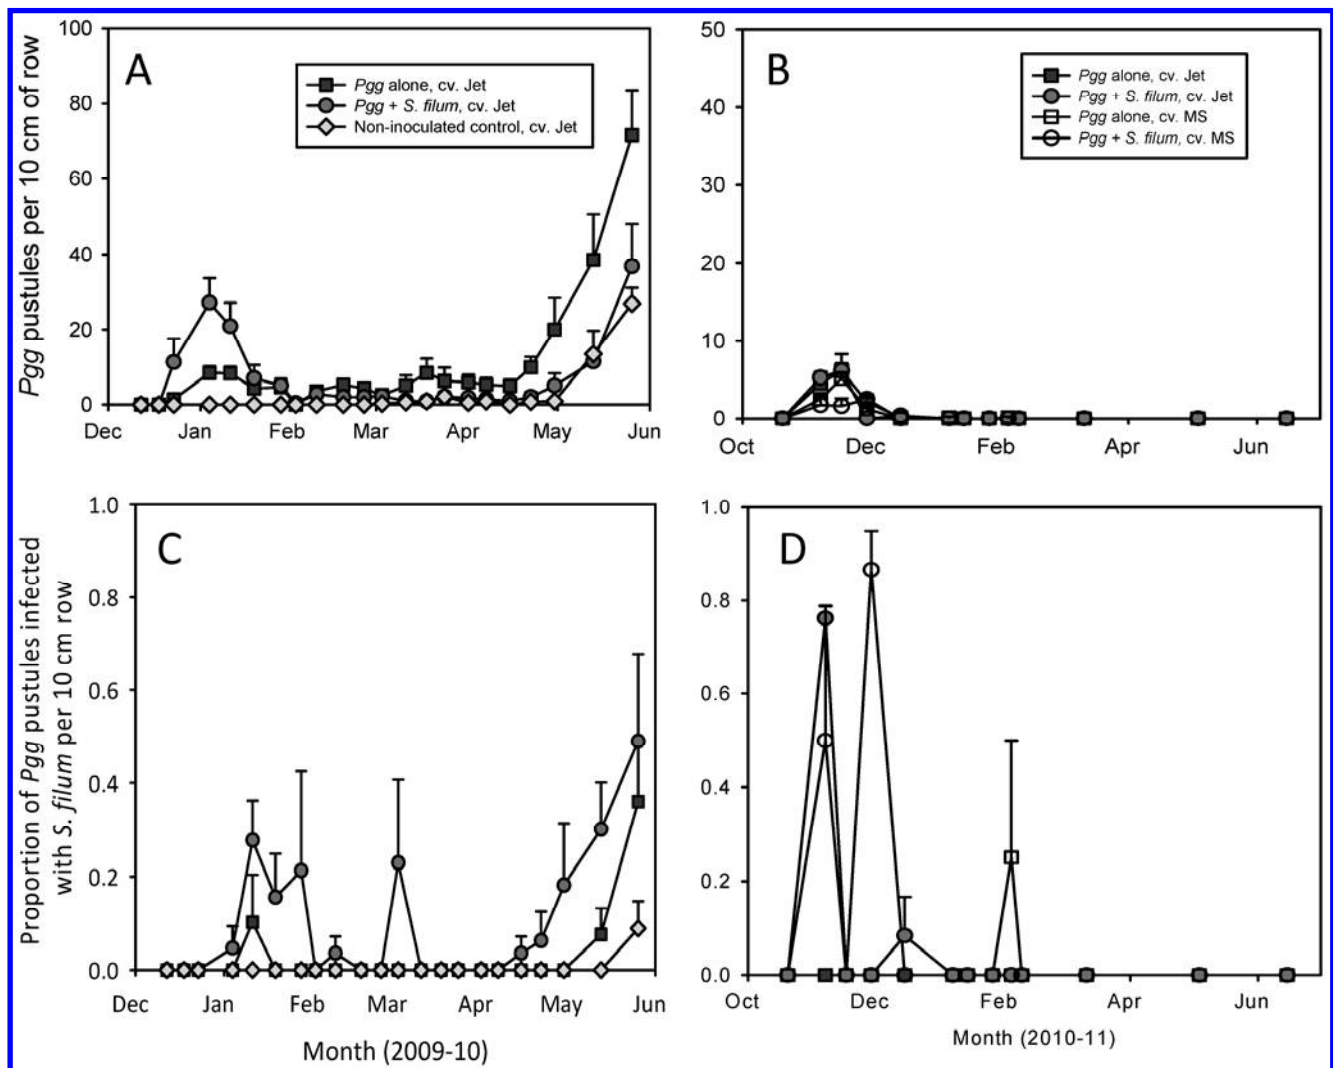 A
Pgg alone, cv. Jet
Pgg + S. filum, cv. Jet
Non-inoculated control, cv. Jet
Pgg pustules per 10 cm of row
100
80
60
40
20
0
Dec Jan Feb Mar Apr May Jun
B
Pgg alone, cv. Jet
Pgg + S. filum, cv. Jet
Pgg alone, cv. MS
Pgg + S. filum, cv. MS
50
40
30
20
10
0
Oct Dec Feb Apr Jun
C
Proportion of Pgg pustules infected
with S. filum per 10 cm row
1.0
0.8
0.6
0.4
0.2
0.0
Dec Jan Feb Mar Apr May Jun
Month (2009-10)
D
1.0
0.8
0.6
0.4
0.2
0.0
Oct Dec Feb Apr Jun
Month (2010-11)